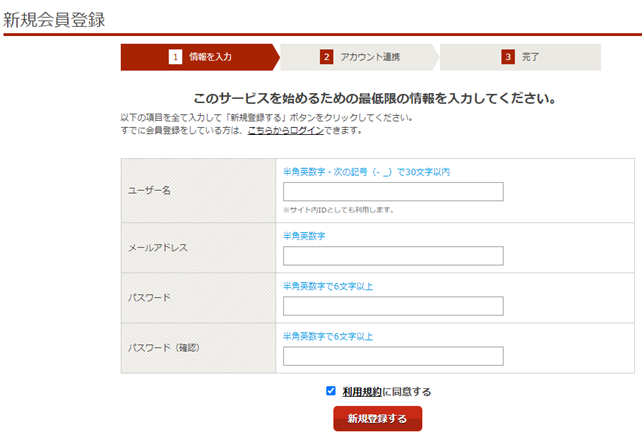 新規会員登録
1 情報を入力 2 アカウント連携 3 完了
このサービスを始めるための最低限の情報を入力してください。
以下の項目を全て入力して「新規登録する」ボタンをクリックしてください。
すでに会員登録をしている方は、こちらからログインできます。
半角英数字・次の記号（- _）で30文字以内
ユーザー名
※サイト内IDとしても利用します。
半角英数字
メールアドレス
半角英数字で6文字以上
パスワード
半角英数字で6文字以上
パスワード（確認）
利用規約に同意する
新規登録する